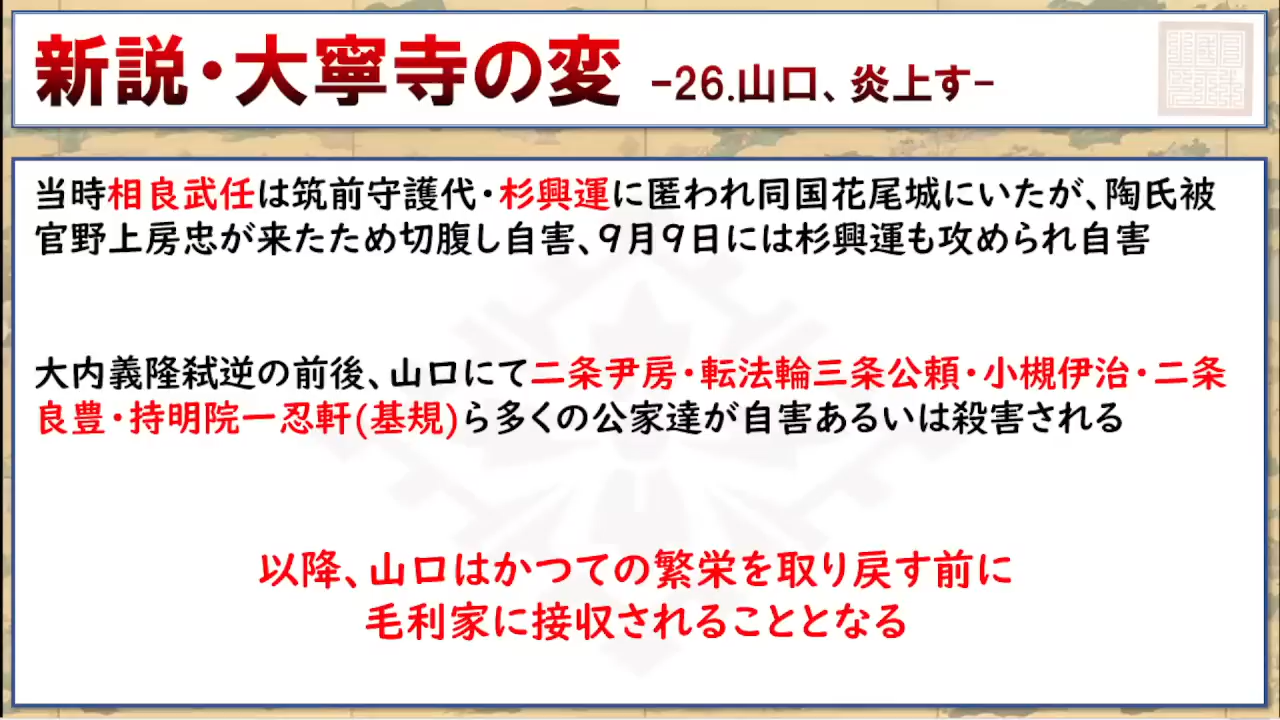 新説・大寧寺の変 -26.山口、炎上す-
当時相良武任は筑前守護代・杉興運に匿われ同国花尾城にいたが、陶氏被
官野上房忠が来たため切腹し自害、9月9日には杉興運も攻められ自害
大内義隆弑逆の前後、山口にて二条尹房・転法輪三条公頼・小槻伊治・二条
良豊・持明院一忍軒(基規)ら多くの公家達が自害あるいは殺害される
以降、山口はかつての繁栄を取り戻す前に
毛利家に接収されることとなる